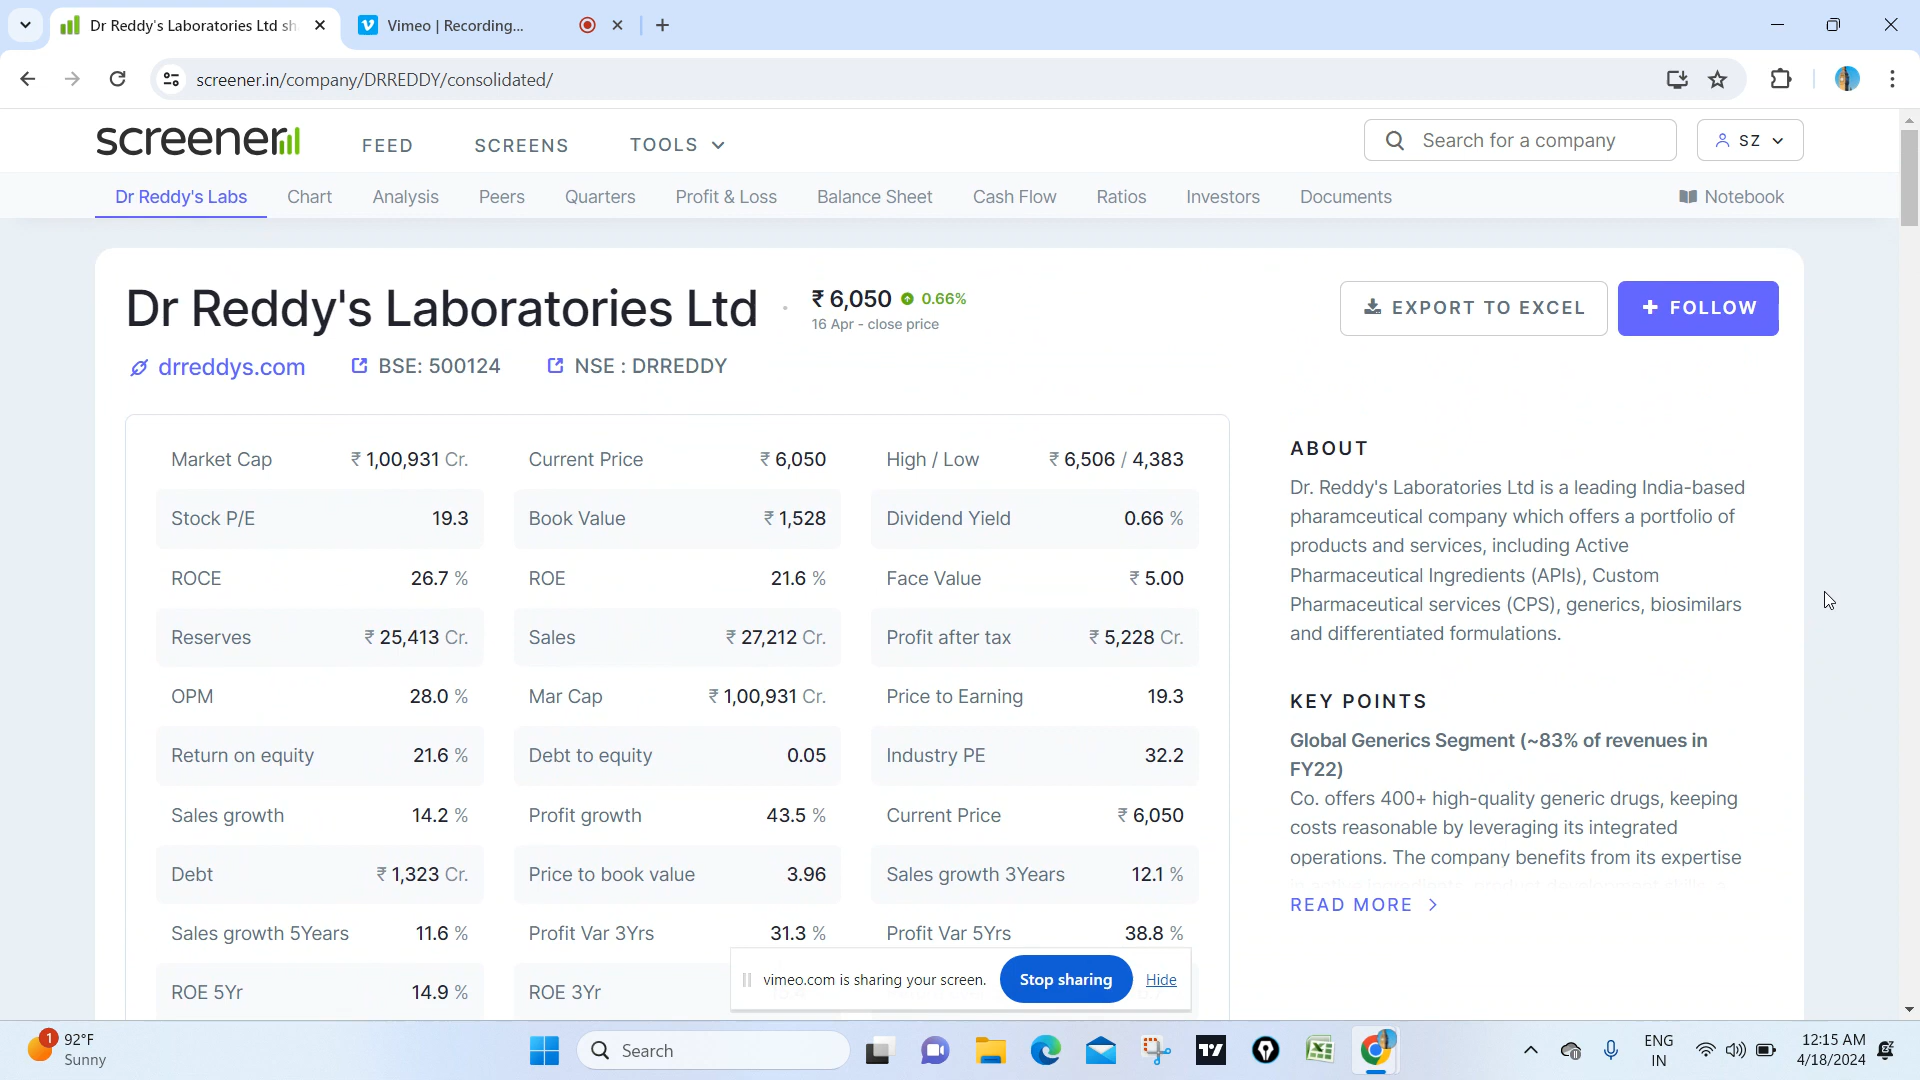 Dr Reddy's Laboratories Ltd sh
Vimeo | Recording...
screener.in/company/DRREDDY/consolidated/
screener
FEED
SCREENS
TOOLS
Search for a company
SZ
Dr Reddy's Labs
Chart
Analysis
Peers
Quarters
Profit & Loss
Balance Sheet
Cash Flow
Ratios
Investors
Documents
Notebook
Dr Reddy's Laboratories Ltd
₹ 6,050 0.66%
16 Apr - close price
EXPORT TO EXCEL
FOLLOW
drreddys.com
BSE: 500124
NSE : DRREDDY
Market Cap ₹ 1,00,931 Cr.
Current Price ₹ 6,050
High / Low ₹ 6,506 / 4,383
Stock P/E 19.3
Book Value ₹ 1,528
Dividend Yield 0.66 %
ROCE 26.7 %
ROE 21.6 %
Face Value ₹ 5.00
Reserves ₹ 25,413 Cr.
Sales ₹ 27,212 Cr.
Profit after tax ₹ 5,228 Cr.
OPM 28.0 %
Mar Cap ₹ 1,00,931 Cr.
Price to Earning 19.3
Return on equity 21.6 %
Debt to equity 0.05
Industry PE 32.2
Sales growth 14.2 %
Profit growth 43.5 %
Current Price ₹ 6,050
Debt ₹ 1,323 Cr.
Price to book value 3.96
Sales growth 3Years 12.1 %
Sales growth 5Years 11.6 %
Profit Var 3Yrs 31.3 %
Profit Var 5Yrs 38.8 %
ROE 5Yr 14.9 %
ROE 3Yr
ABOUT
Dr. Reddy's Laboratories Ltd is a leading India-based
pharamceutical company which offers a portfolio of
products and services, including Active
Pharmaceutical Ingredients (APIs), Custom
Pharmaceutical services (CPS), generics, biosimilars
and differentiated formulations.
KEY POINTS
Global Generics Segment (~83% of revenues in
FY22)
Co. offers 400+ high-quality generic drugs, keeping
costs reasonable by leveraging its integrated
operations. The company benefits from its expertise
READ MORE
vimeo.com is sharing your screen.
Stop sharing
Hide
1
92°F
Sunny
Search
ENG
IN
12:15 AM
4/18/2024